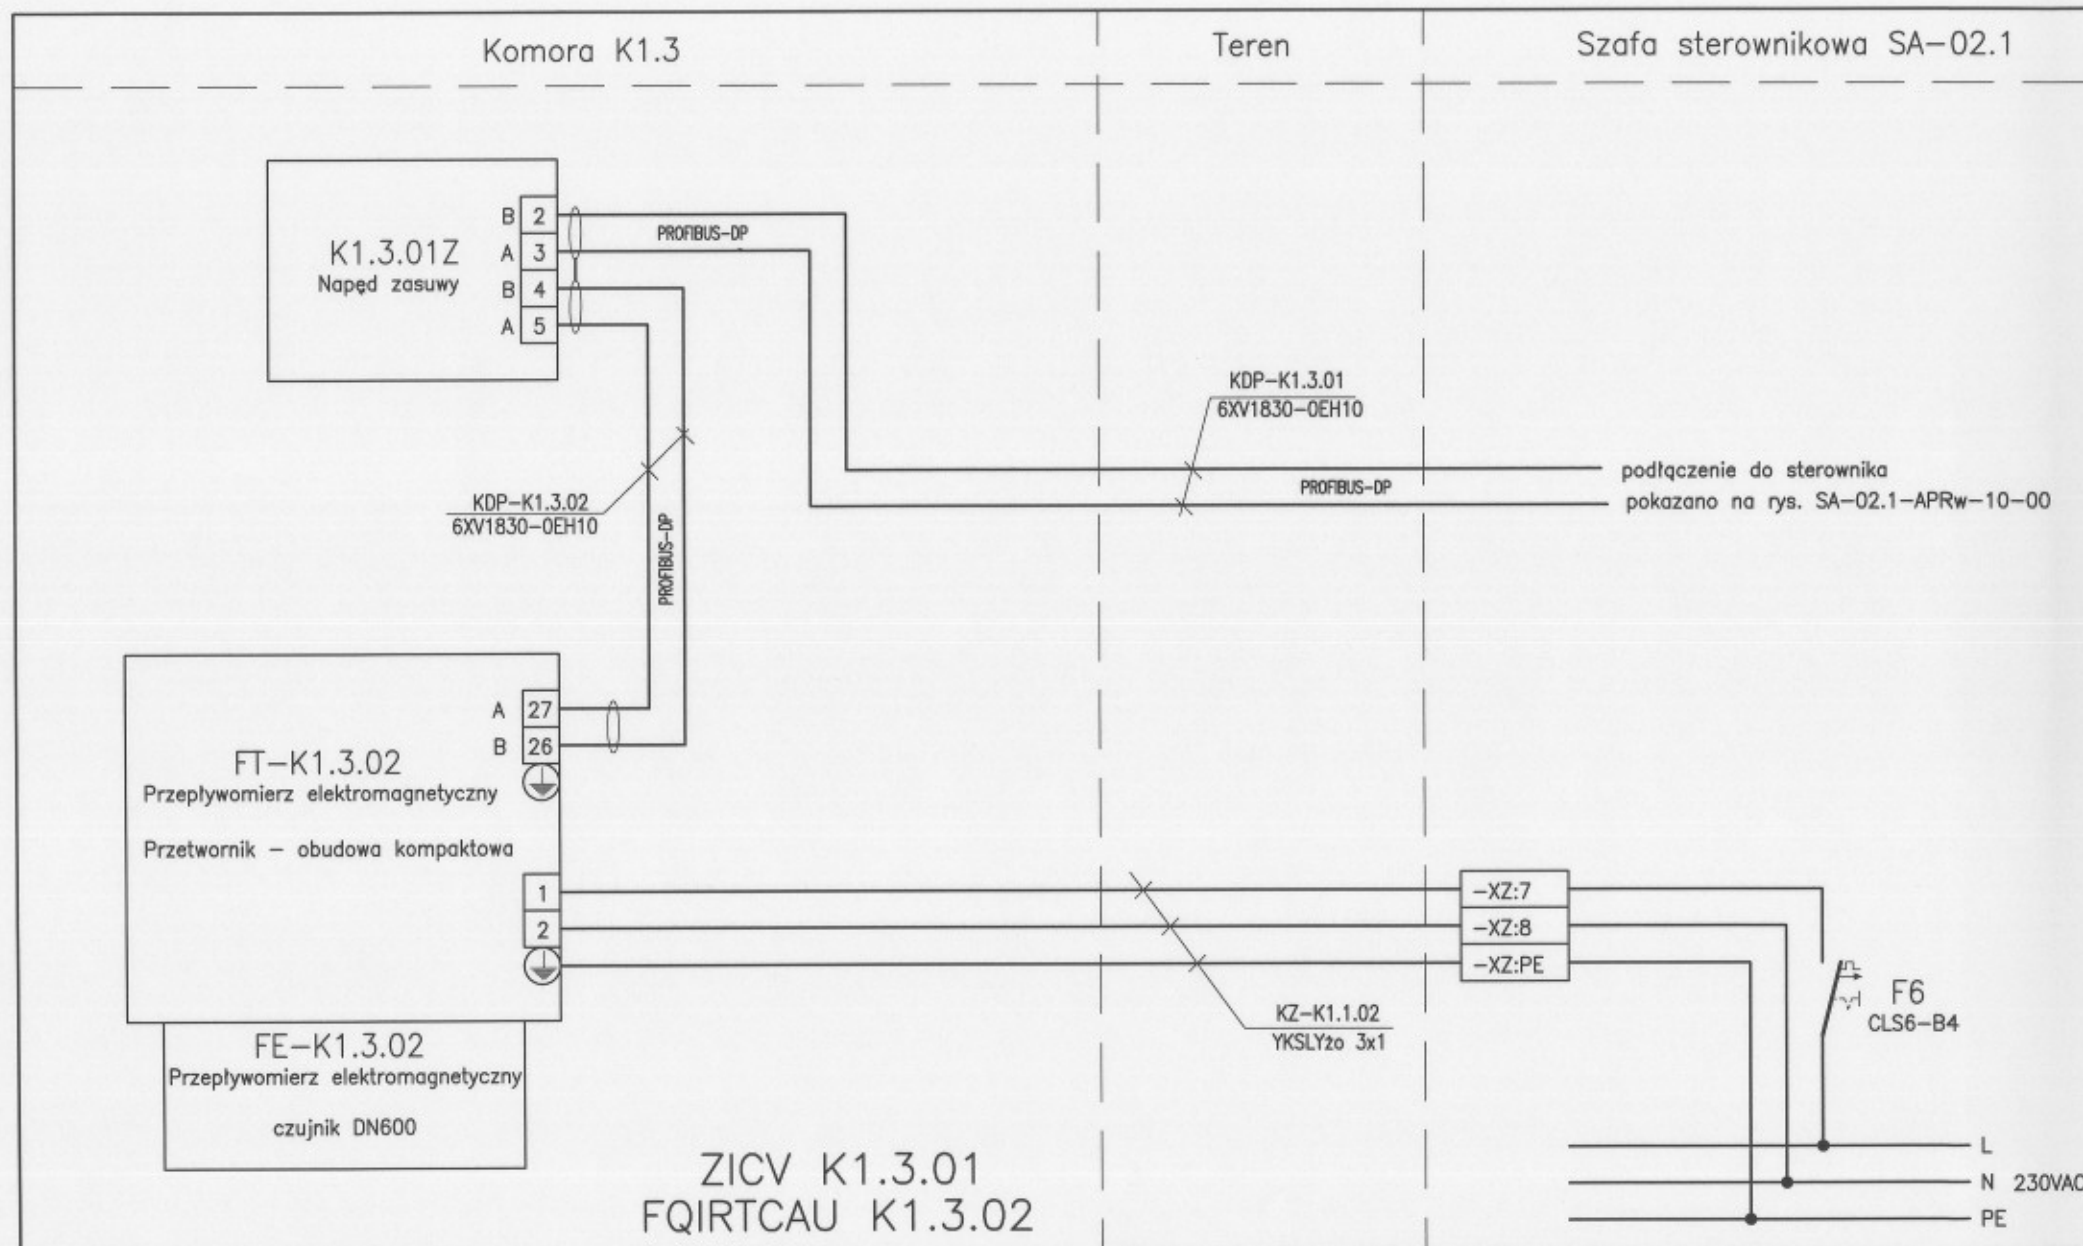 Komora K1.3
Teren
Szafa sterownikowa SA-02.1
K1.3.01Z
Napęd zasuwy
B 2
A 3
B 4
A 5
PROFIBUS-DP
KDP-K1.3.01
6XV1830-0EH10
PROFIBUS-DP
podłączenie do sterownika
pokazano na rys. SA-02.1-APRw-10-00
KDP-K1.3.02
6XV1830-0EH10
PROFIBUS-DP
A 27
B 26
FT-K1.3.02
Przepływomierz elektromagnetyczny
Przetwornik - obudowa kompaktowa
1
2
-XZ:7
-XZ:8
-XZ:PE
KZ-K1.1.02
YKSLYżo 3x1
F6
CLS6-B4
FE-K1.3.02
Przepływomierz elektromagnetyczny
czujnik DN600
ZICV K1.3.01
FQIRTCAU K1.3.02
L
N 230VAC
PE